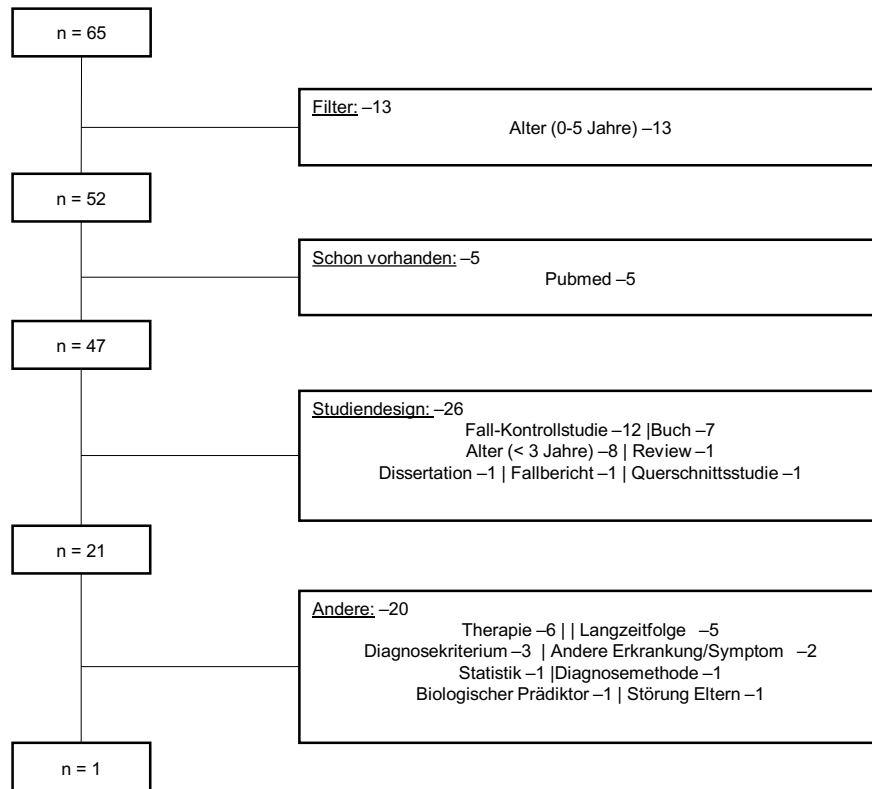 n = 65
Filter: –13
Alter (0-5 Jahre) –13
n = 52
Schon vorhanden: –5
Pubmed –5
n = 47
Studiendesign: –26
Fall-Kontrollstudie –12 |Buch –7
Alter (< 3 Jahre) –8 | Review –1
Dissertation –1 | Fallbericht –1 | Querschnittsstudie –1
n = 21
Andere: –20
Therapie –6 | | Langzeitfolge –5
Diagnosekriterium –3 | Andere Erkrankung/Symptom –2
Statistik –1 |Diagnosemethode –1
Biologischer Prädiktor –1 | Störung Eltern –1
n = 1